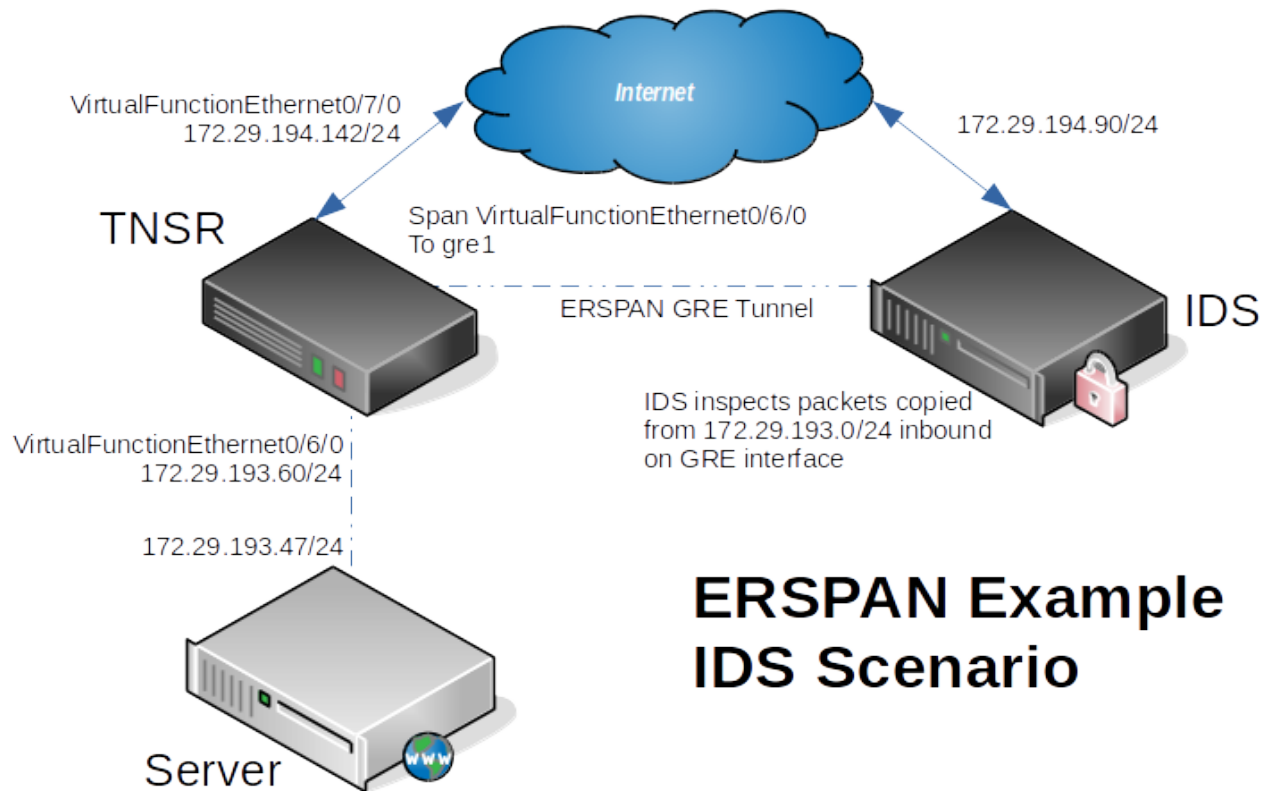 Internet
VirtualFunctionEthernet0/7/0
172.29.194.142/24
172.29.194.90/24
TNSR
Span VirtualFunctionEthernet0/6/0
To gre1
ERSPAN GRE Tunnel
IDS
IDS inspects packets copied
from 172.29.193.0/24 inbound
on GRE interface
VirtualFunctionEthernet0/6/0
172.29.193.60/24
172.29.193.47/24
ERSPAN Example
IDS Scenario
WWW
Server